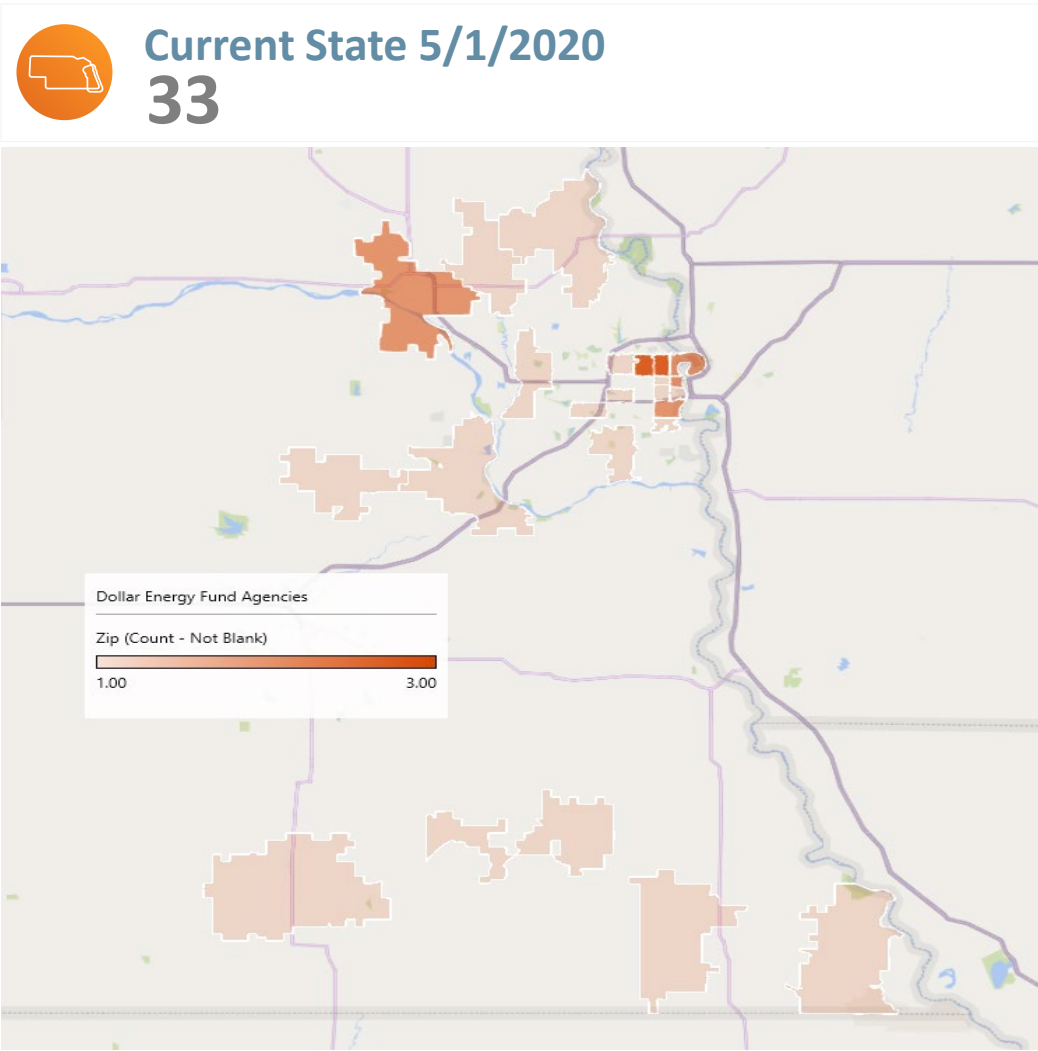 Current State 5/1/2020
33
Dollar Energy Fund Agencies
Zip (Count - Not Blank)
1.00 3.00